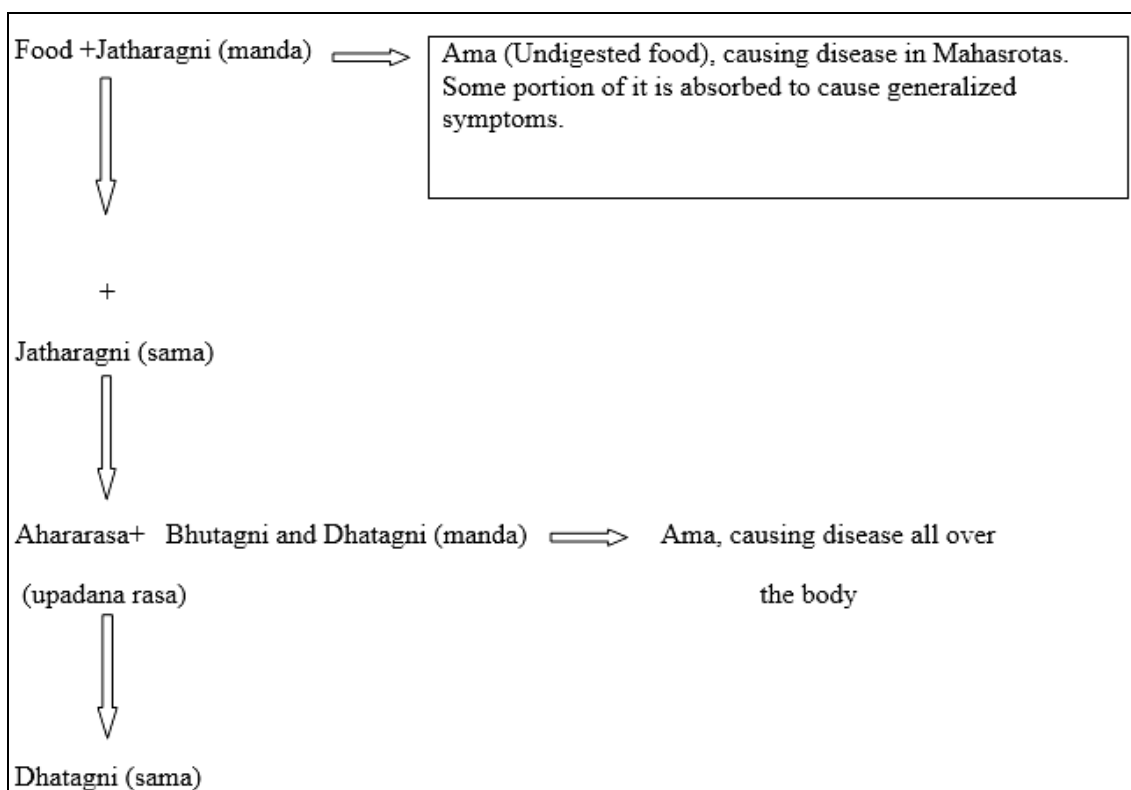 Food +Jatharagni (manda)
Ama (Undigested food), causing disease in Mahasrotas.
Some portion of it is absorbed to cause generalized
symptoms.
+
Jatharagni (sama)
Ahararasa+ Bhutagni and Dhatagni (manda)
Ama, causing disease all over
(upadana rasa)
the body
Dhatagni (sama)